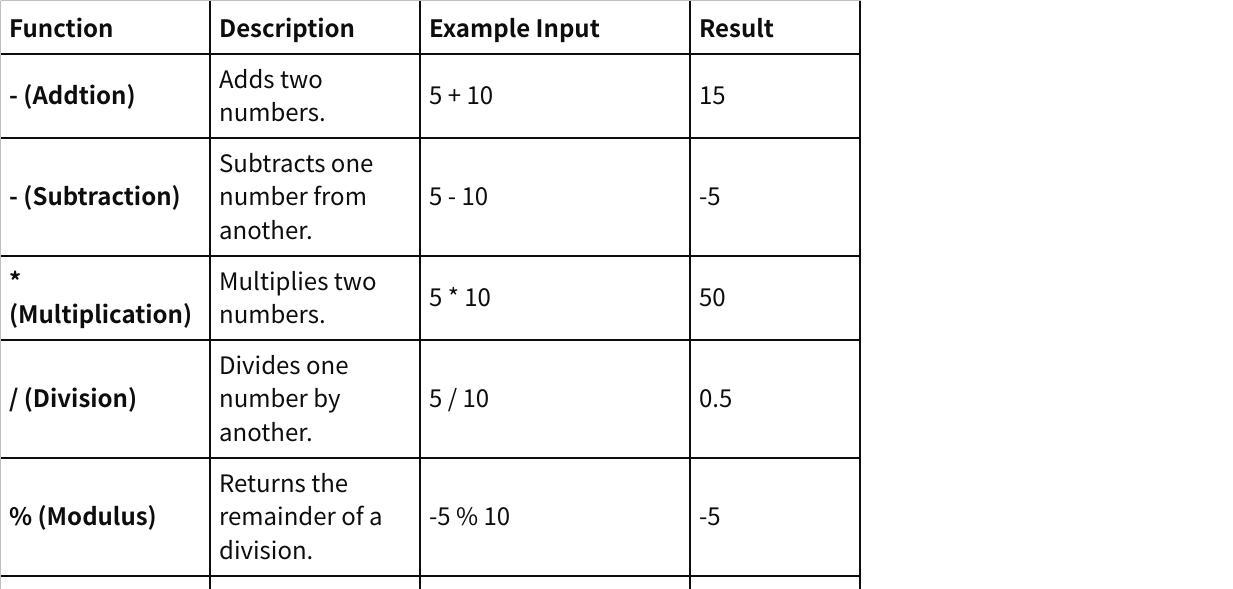 Function Description Example Input Result
- (Addtion) Adds two numbers. 5 + 10 15
- (Subtraction) Subtracts one number from another. 5 - 10 -5
* (Multiplication) Multiplies two numbers. 5 * 10 50
/ (Division) Divides one number by another. 5 / 10 0.5
% (Modulus) Returns the remainder of a division. -5 % 10 -5